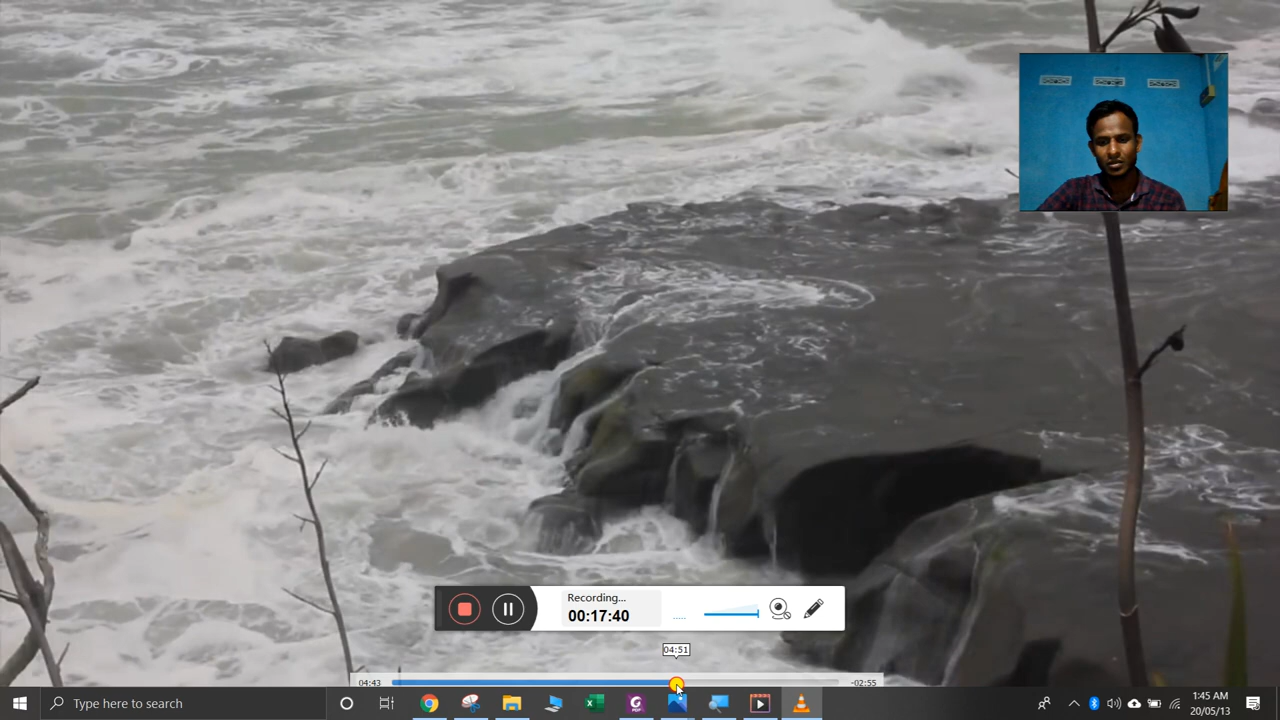 Recording...
00:17:40
04:51
04:43
-02:55
Type here to search
1:45 AM
20/05/13